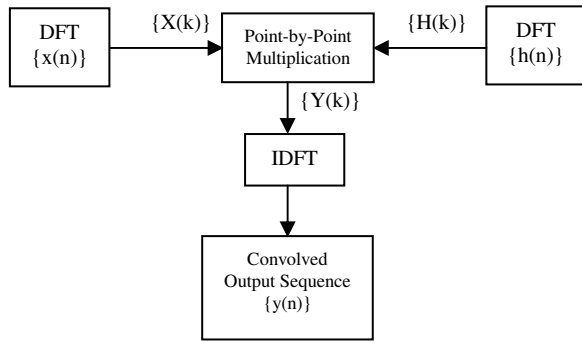 DFT
{x(n)}
{X(k)}
Point-by-Point
Multiplication
{H(k)}
DFT
{h(n)}
{Y(k)}
IDFT
Convolved
Output Sequence
{y(n)}